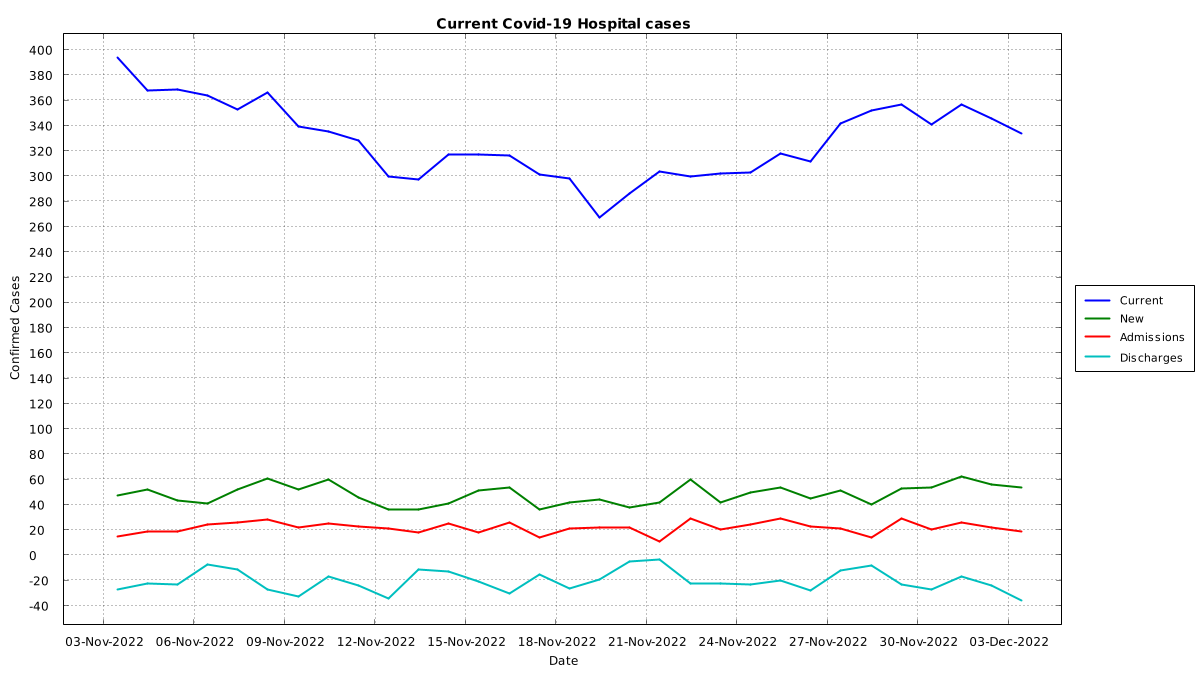 Current Covid-19 Hospital cases
400
380
360
340
320
300
280
260
240
220
200
180
160
140
120
100
80
60
40
20
0
-20
-40
Confirmed Cases
03-Nov-2022 06-Nov-2022 09-Nov-2022 12-Nov-2022 15-Nov-2022 18-Nov-2022 21-Nov-2022 24-Nov-2022 27-Nov-2022 30-Nov-2022 03-Dec-2022
Date
Current
New
Admissions
Discharges